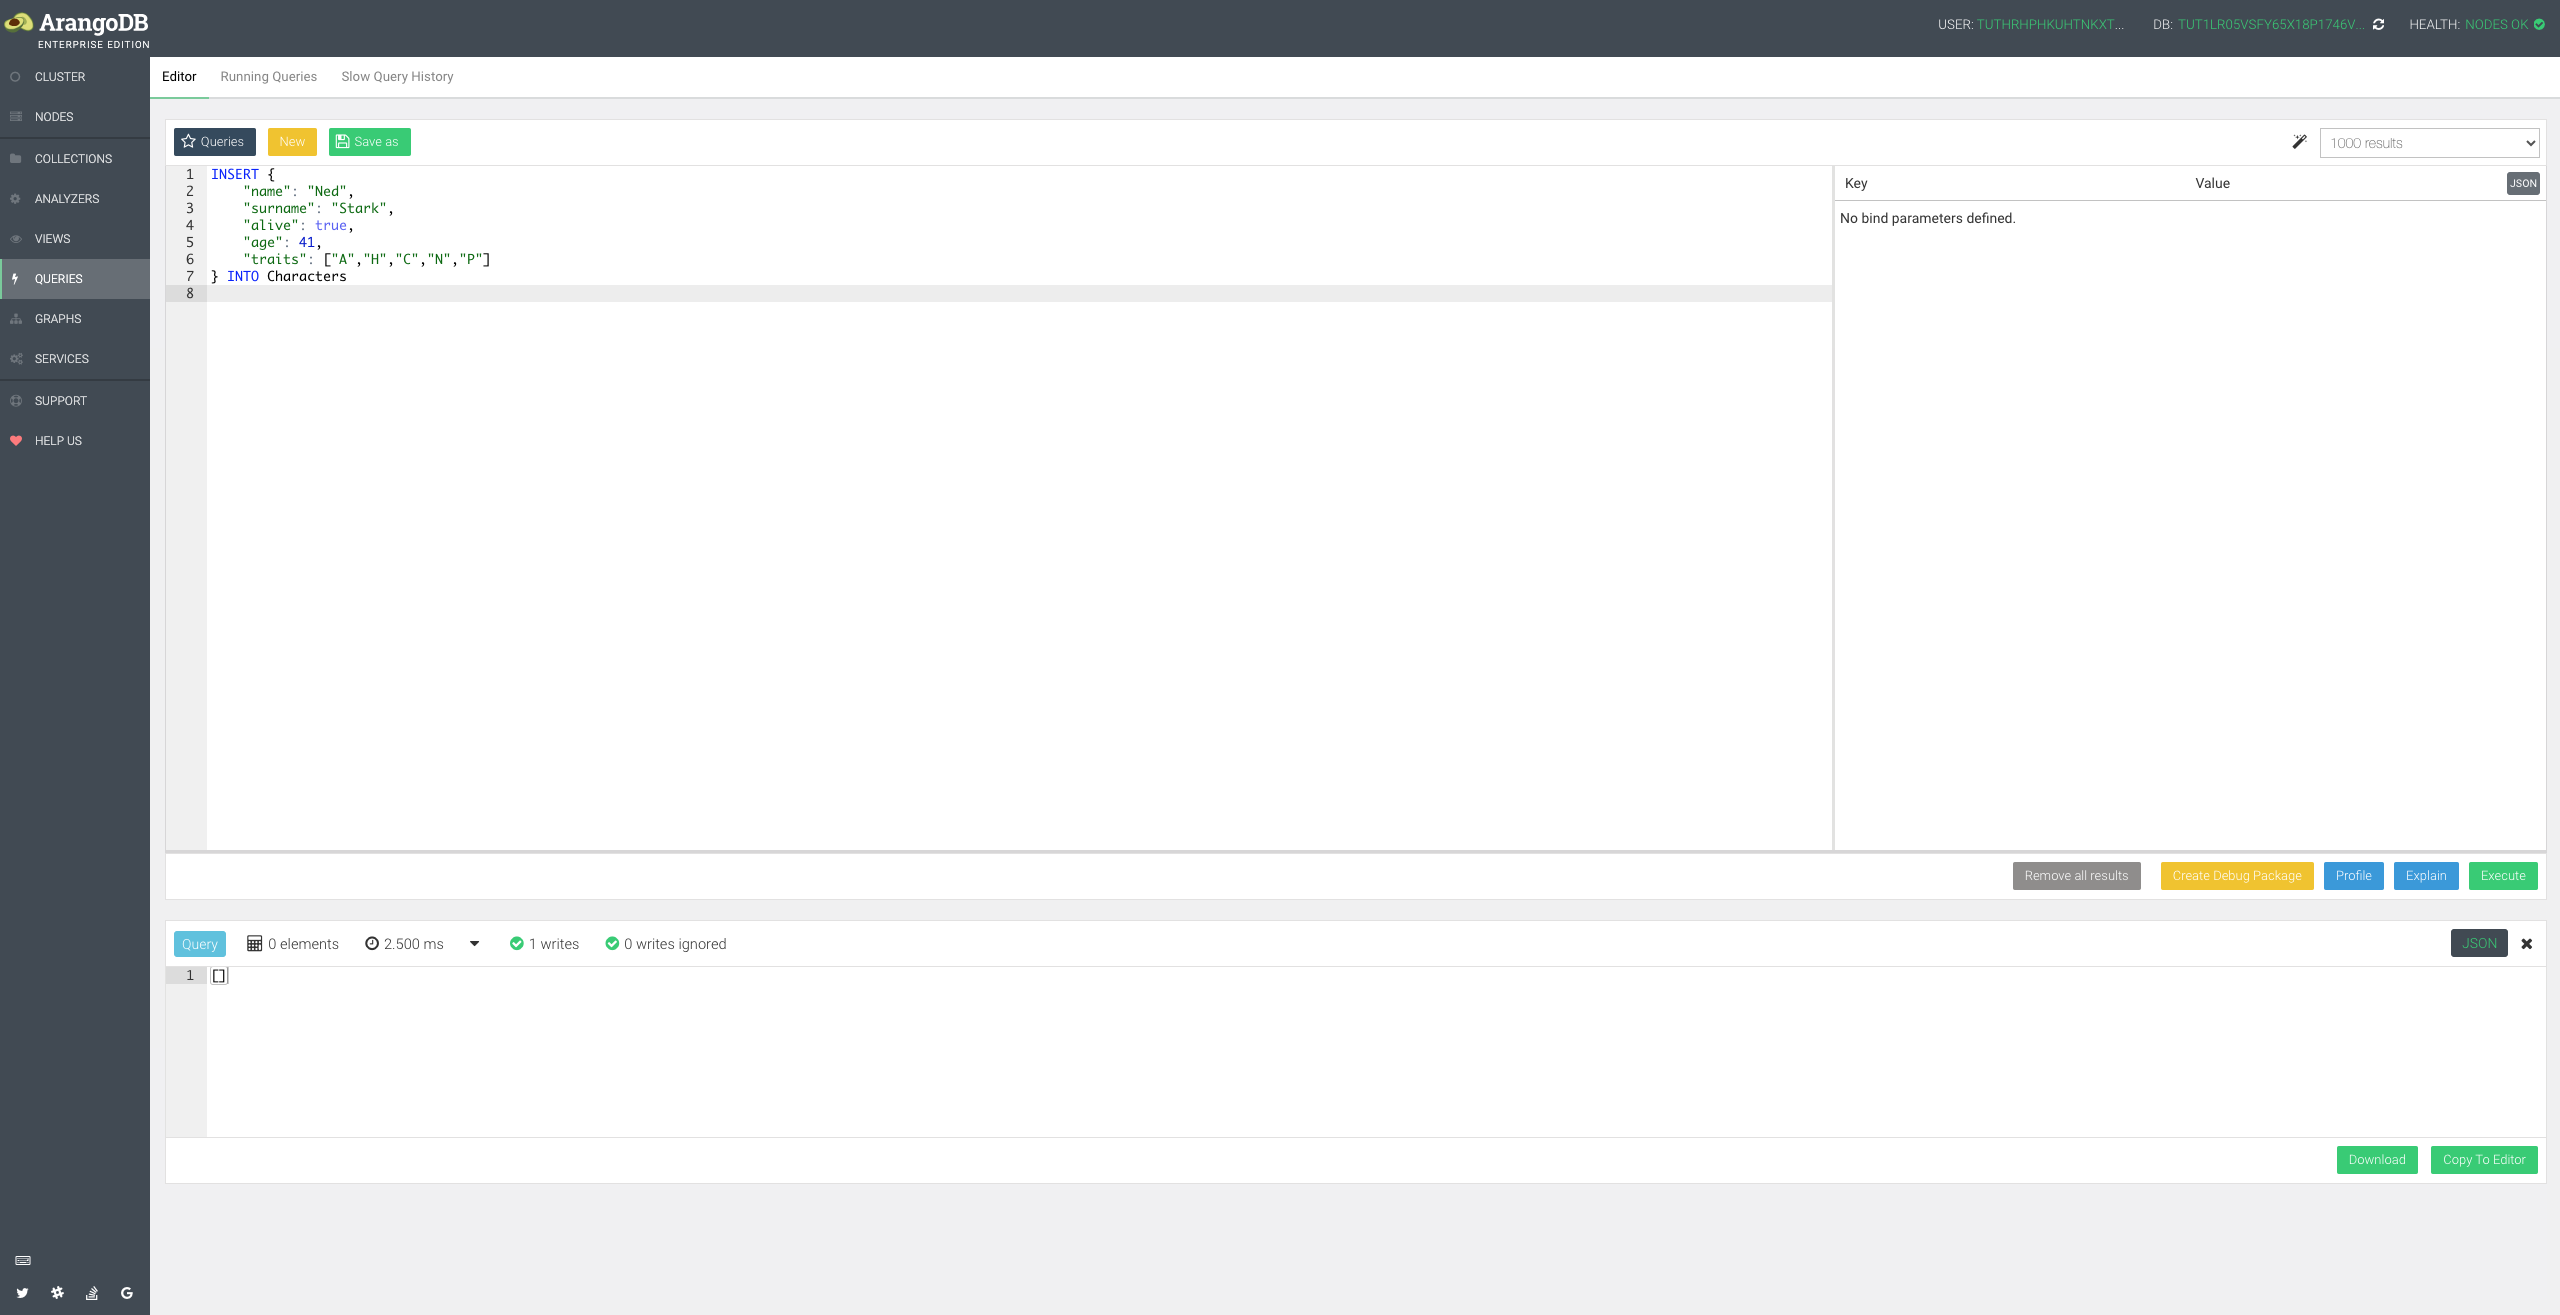 ArangoDB
ENTERPRISE EDITION
USER: TUTHRHPHKUHTNKXT... DB: TUT1LR05VSFY65X18P1746V... HEALTH: NODES OK
CLUSTER
NODES
COLLECTIONS
ANALYZERS
VIEWS
QUERIES
GRAPHS
SERVICES
SUPPORT
HELP US
Editor Running Queries Slow Query History
Queries New Save as 1000 results
1 INSERT {
2     "name": "Ned",
3     "surname": "Stark",
4     "alive": true,
5     "age": 41,
6     "traits": ["A","H","C","N","P"]
7 } INTO Characters
8
Key Value JSON
No bind parameters defined.
Remove all results Create Debug Package Profile Explain Execute
Query 0 elements 2.500 ms 1 writes 0 writes ignored JSON
1 []
Download Copy To Editor